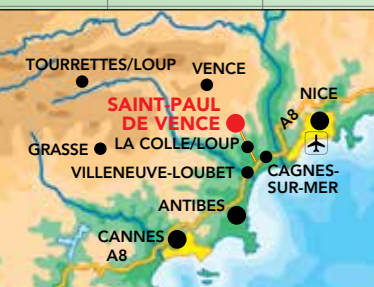 TOURRETTES/LOUP
VENCE
NICE
SAINT-PAUL
DE VENCE
A8
GRASSE
LA COLLE/LOUP
VILLENEUVE-LOUBET
CAGNES-
SUR-MER
ANTIBES
CANNES
A8